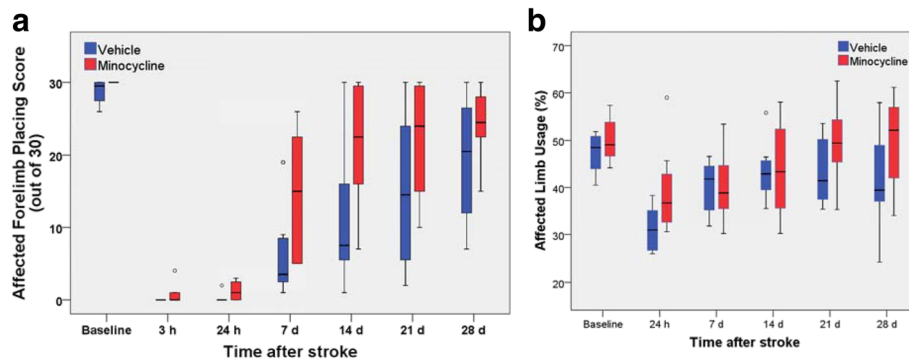 a
Vehicle
Minocycline
Affected Forelimb Placing Score
(out of 30)
30
20
10
0
Baseline 3 h 24 h 7 d 14 d 21 d 28 d
Time after stroke
b
Vehicle
Minocycline
Affected Limb Usage (%)
70
60
50
40
30
20
Baseline 24 h 7 d 14 d 21 d 28 d
Time after stroke